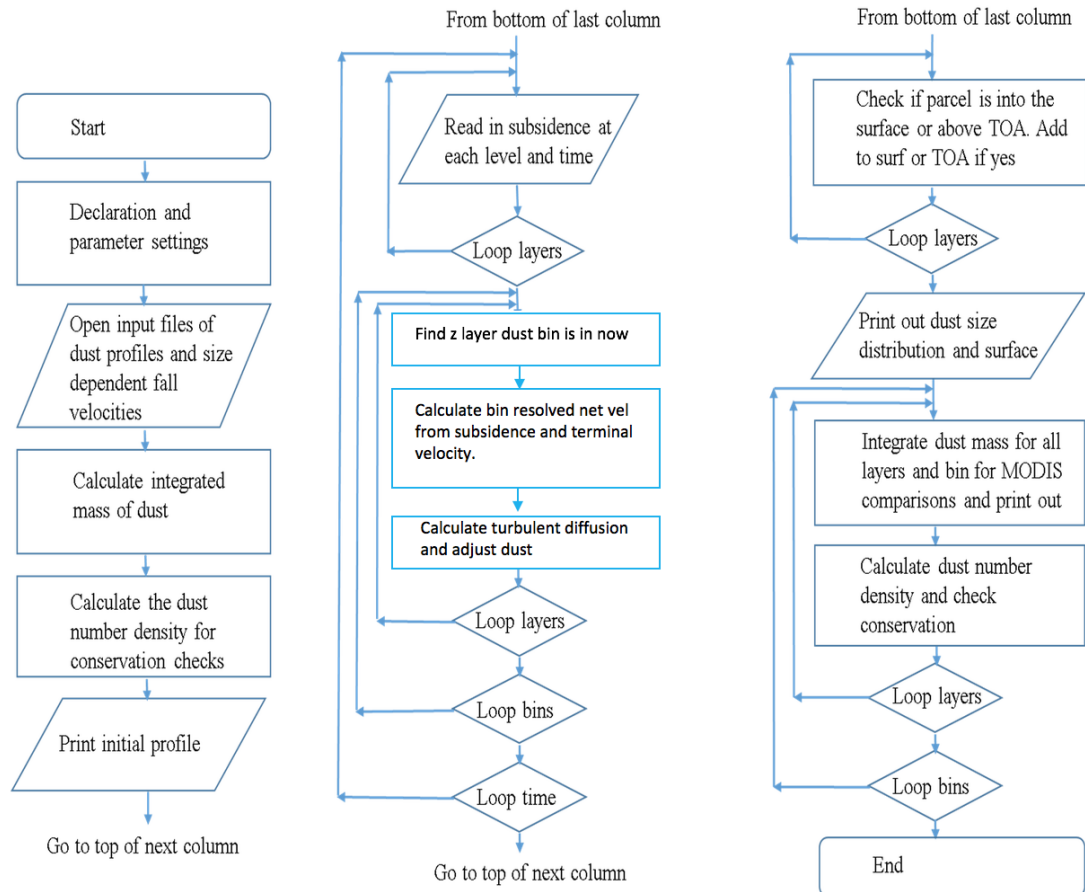 Start
Declaration and
parameter settings
Open input files of
dust profiles and size
dependent fall
velocities
Calculate integrated
mass of dust
Calculate the dust
number density for
conservation checks
Print initial profile
Go to top of next column
From bottom of last column
Read in subsidence at
each level and time
Loop layers
Find z layer dust bin is in now
Calculate bin resolved net vel
from subsidence and terminal
velocity.
Calculate turbulent diffusion
and adjust dust
Loop layers
Loop bins
Loop time
Go to top of next column
From bottom of last column
Check if parcel is into the
surface or above TOA. Add
to surf or TOA if yes
Loop layers
Print out dust size
distribution and surface
Integrate dust mass for all
layers and bin for MODIS
comparisons and print out
Calculate dust number
density and check
conservation
Loop layers
Loop bins
End